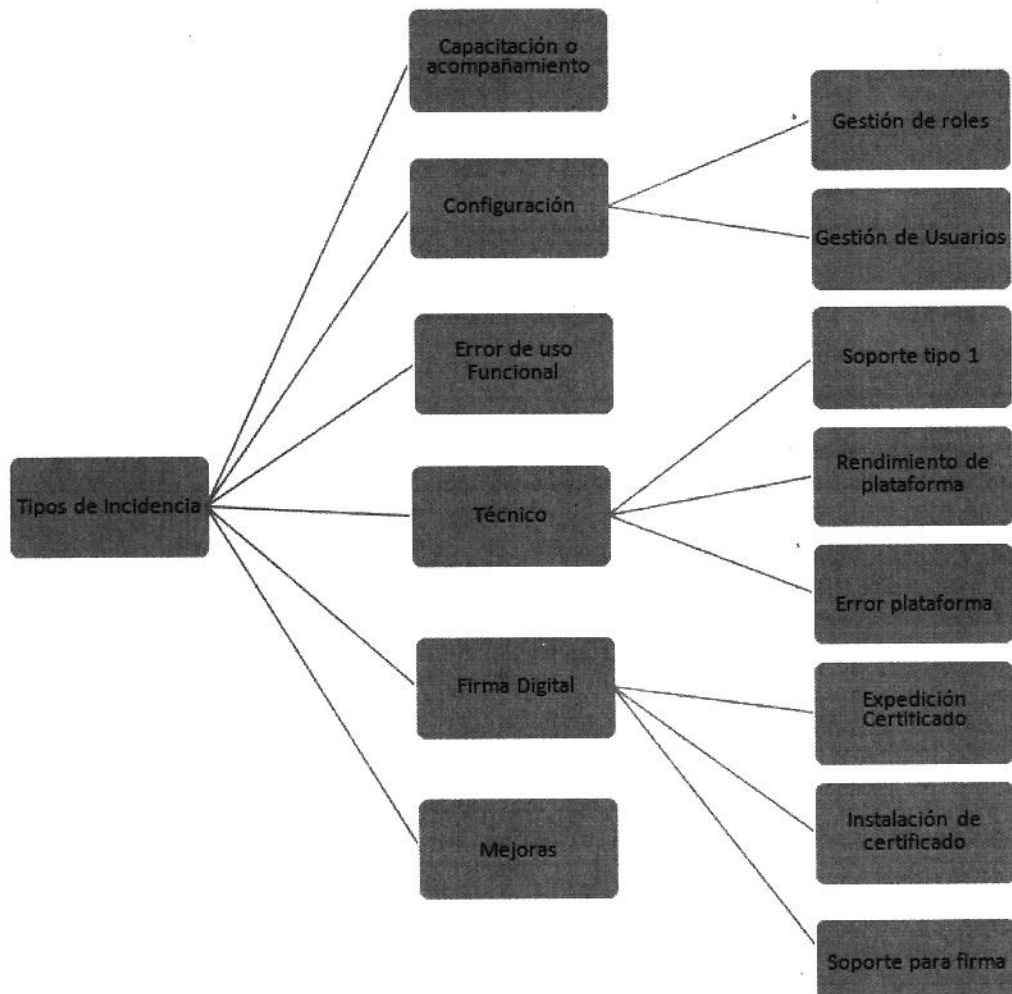 Capacitación o
acompañamiento
Gestión de roles
Configuración
Gestión de Usuarios
Error de uso
Funcional
Soporte tipo 1
Tipos de Incidencia
Técnico
Rendimiento de
plataforma
Error plataforma
Firma Digital
Expedición
Certificado
Mejoras
Instalación de
certificado
Soporte para firma